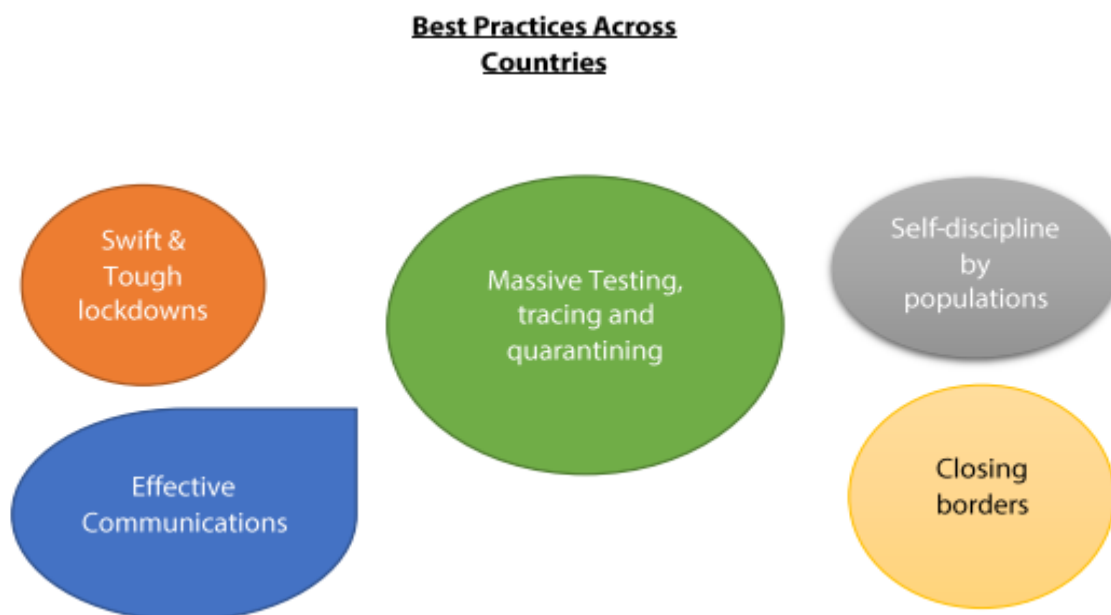 Best Practices Across
Countries
Swift &
Tough
lockdowns
Massive Testing,
tracing and
quarantining
Self-discipline
by
populations
Effective
Communications
Closing
borders